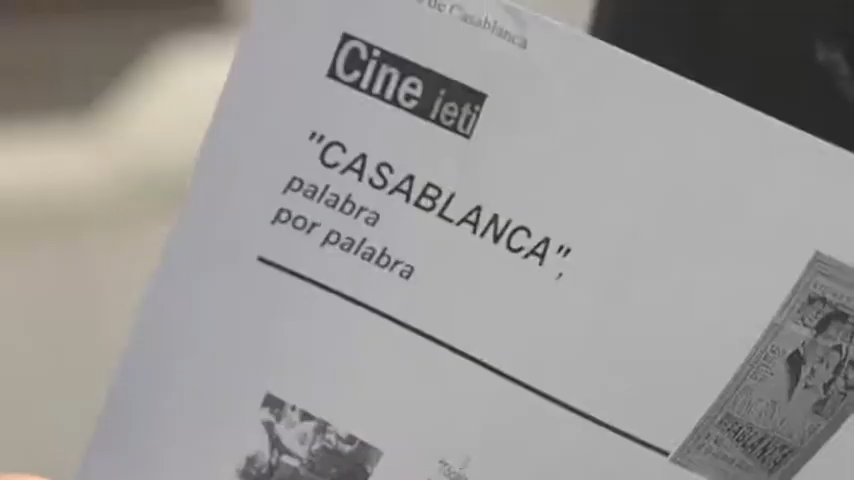 de Casablanca
Cine ieti
"CASABLANCA",
palabra
por palabra